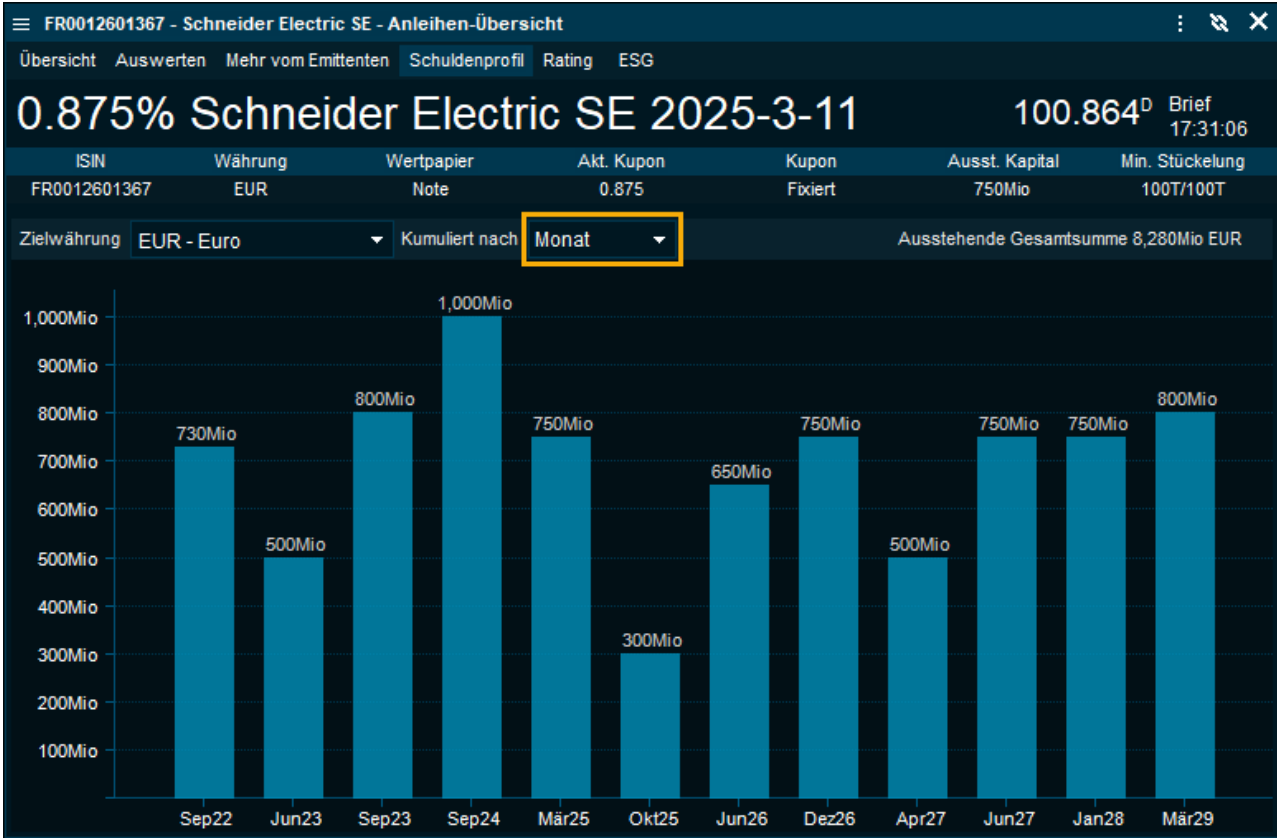 FR0012601367 - Schneider Electric SE - Anleihen-Übersicht
Übersicht Auswerten Mehr vom Emittenten Schuldenprofil Rating ESG
0.875% Schneider Electric SE 2025-3-11 100.864D Brief
17:31:06
ISIN Währung Wertpapier Akt. Kupon Kupon Ausst. Kapital Min. Stückelung
FR0012601367 EUR Note 0.875 Fixiert 750Mio 100T/100T
Zielwährung EUR - Euro Kumuliert nach Monat Ausstehende Gesamtsumme 8,280Mio EUR
1,000Mio
1,000Mio
900Mio
800Mio 800Mio
800Mio
750Mio 750Mio 750Mio 750Mio
730Mio
700Mio
650Mio
600Mio
500Mio 500Mio
500Mio
400Mio
300Mio
300Mio
200Mio
100Mio
Sep22 Jun23 Sep23 Sep24 Mär25 Okt25 Jun26 Dez26 Apr27 Jun27 Jan28 Mär29